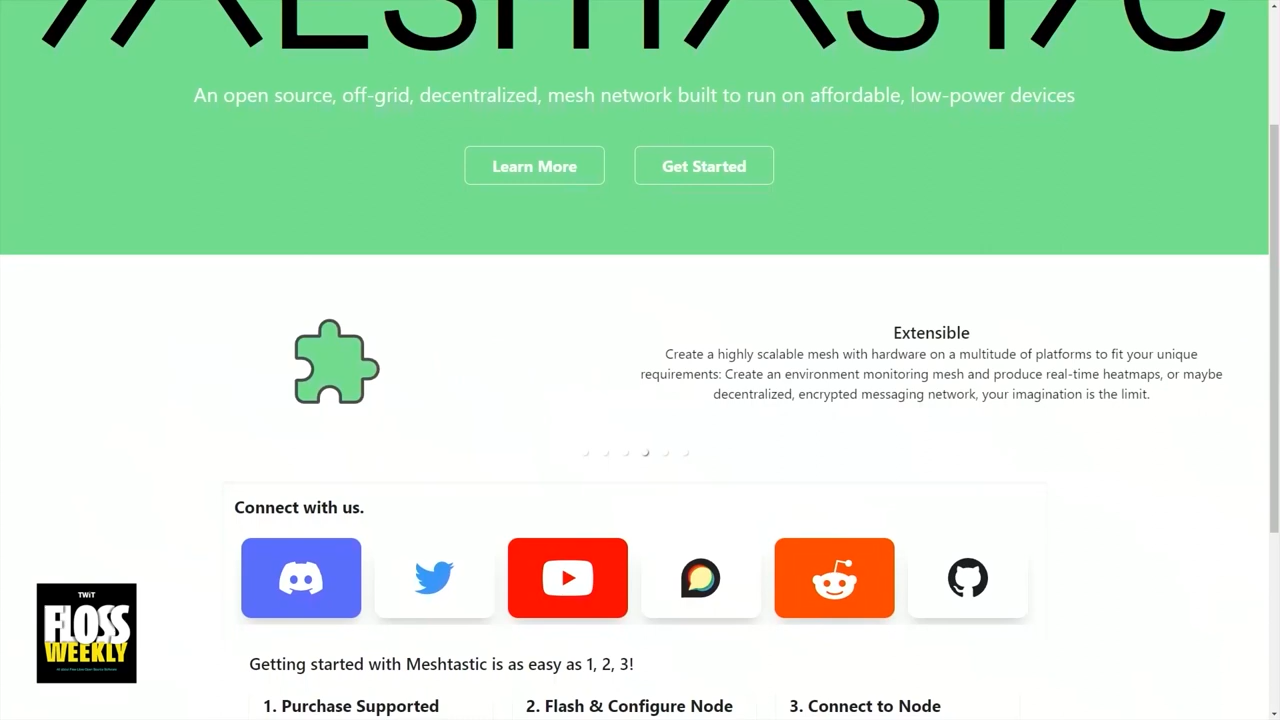 MESHTASTIC
An open source, off-grid, decentralized, mesh network built to run on affordable, low-power devices
Learn More
Get Started
Extensible
Create a highly scalable mesh with hardware on a multitude of platforms to fit your unique
requirements: Create an environment monitoring mesh and produce real-time heatmaps, or maybe
decentralized, encrypted messaging network, your imagination is the limit.
Connect with us.
TWiT
FLOSS
WEEKLY
Getting started with Meshtastic is as easy as 1, 2, 3!
1. Purchase Supported
2. Flash & Configure Node
3. Connect to Node